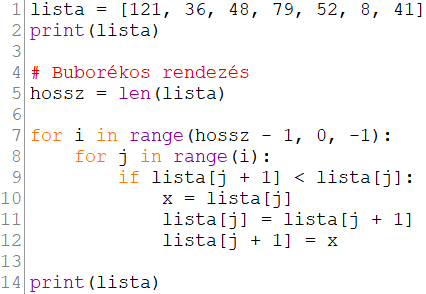 1 lista = [121, 36, 48, 79, 52, 8, 41]
2 print(lista)
3
4 # Buborékos rendezés
5 hossz = len(lista)
6
7 for i in range(hossz - 1, 0, -1):
8     for j in range(i):
9         if lista[j + 1] < lista[j]:
10             x = lista[j]
11             lista[j] = lista[j + 1]
12             lista[j + 1] = x
13
14 print(lista)